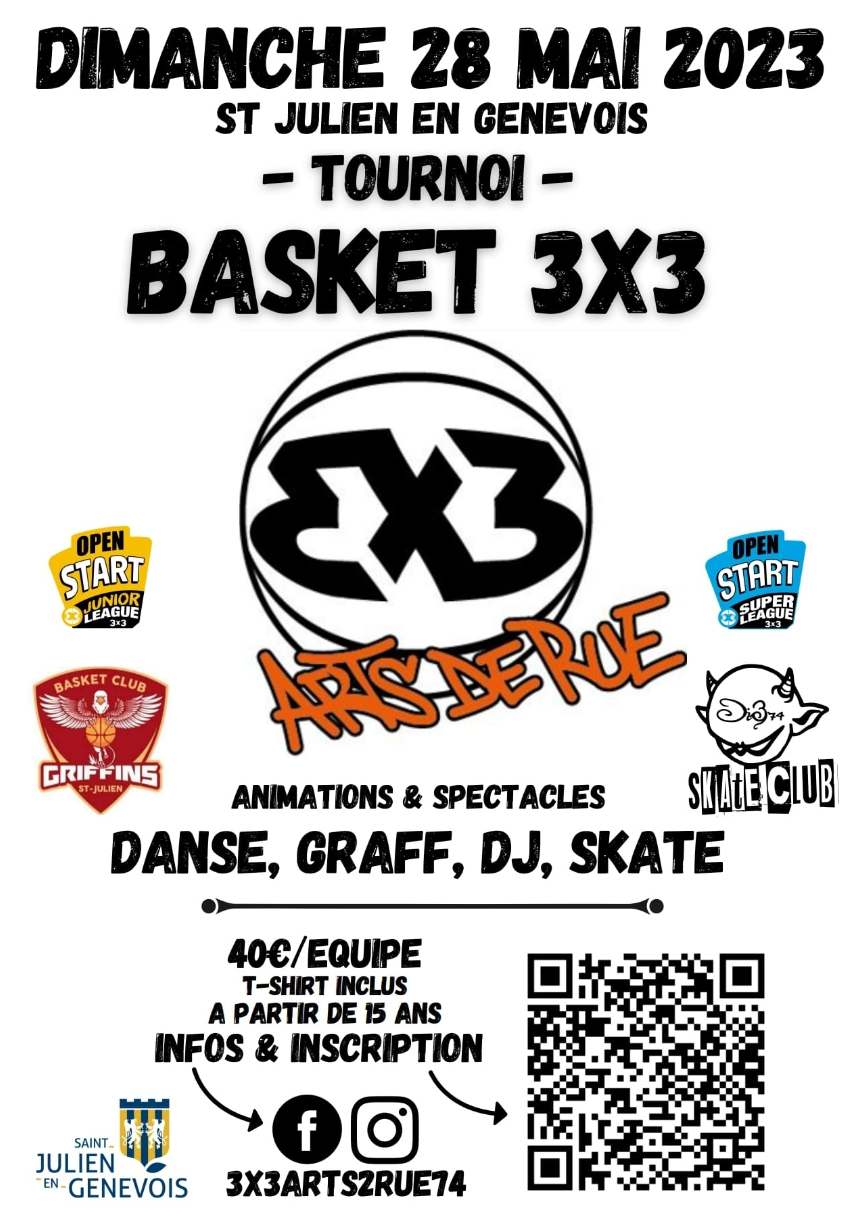 DIMANCHE 28 MAI 2023
ST JULIEN EN GENEVOIS
- TOURNOI -
BASKET 3X3
3X3
ARTS DE RUE
OPEN
START
JUNIOR
LEAGUE
3x3
OPEN
START
SUPER
LEAGUE
3x3
BASKET CLUB
GRIFFINS
ST-JULIEN
Di3z74
SKAtE CLUB
ANIMATIONS & SPECTACLES
DANSE, GRAFF, DJ, SKATE
40€/EQUIPE
T-SHIRT INCLUS
A PARTIR DE 15 ANS
INFOS & INSCRIPTION
3X3ARTS2RUE74
SAINT-
JULIEN
-EN-GENEVOIS